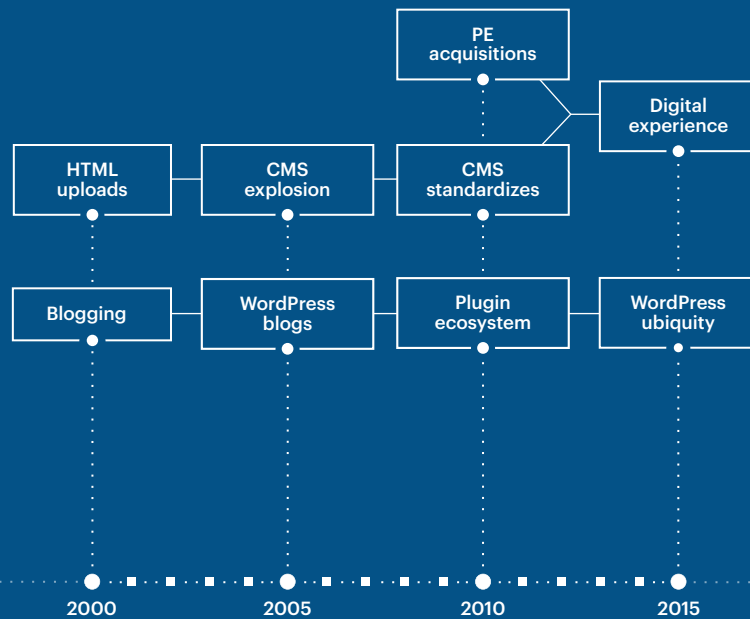 PE
acquisitions
Digital
experience
HTML
uploads
CMS
explosion
CMS
standardizes
Blogging
WordPress
blogs
Plugin
ecosystem
WordPress
ubiquity
2000
2005
2010
2015